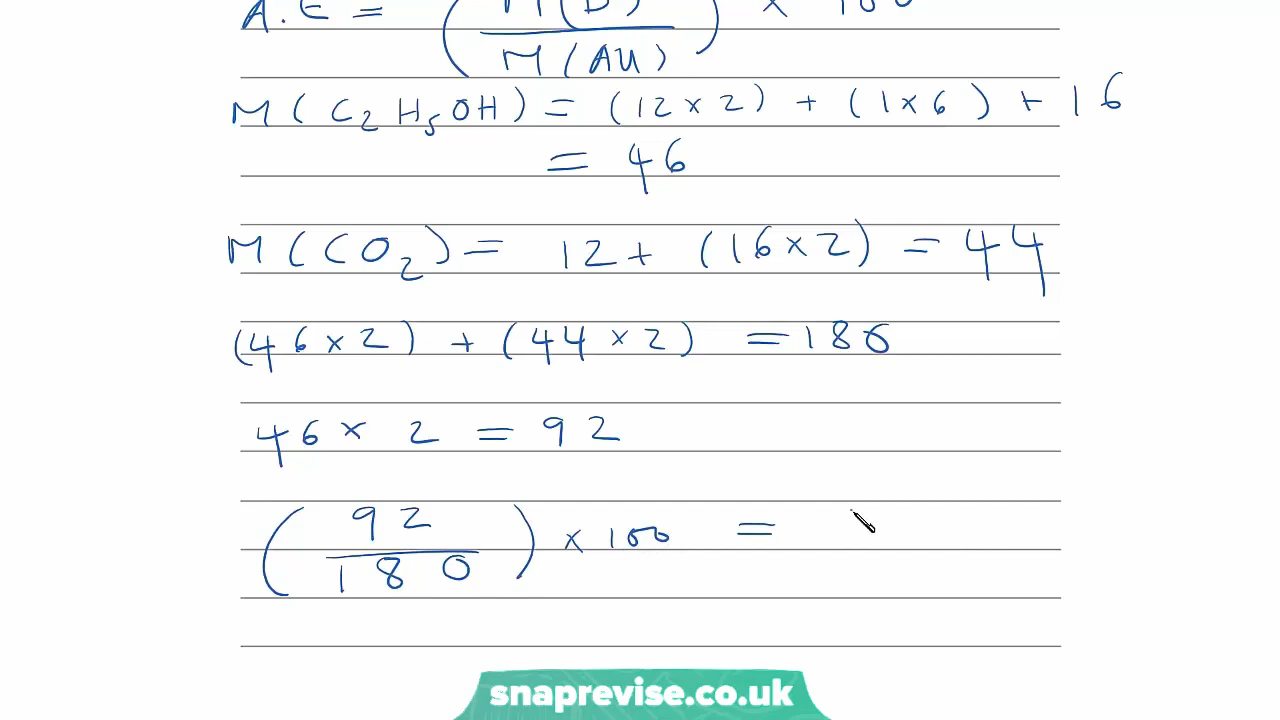 A.E = (M(D) / M(AU)) × 100
M(C₂H₅OH) = (12 × 2) + (1 × 6) + 16
= 46
M(CO₂) = 12 + (16 × 2) = 44
(46 × 2) + (44 × 2) = 180
46 × 2 = 92
(92 / 180) × 100 =
snaprevise.co.uk